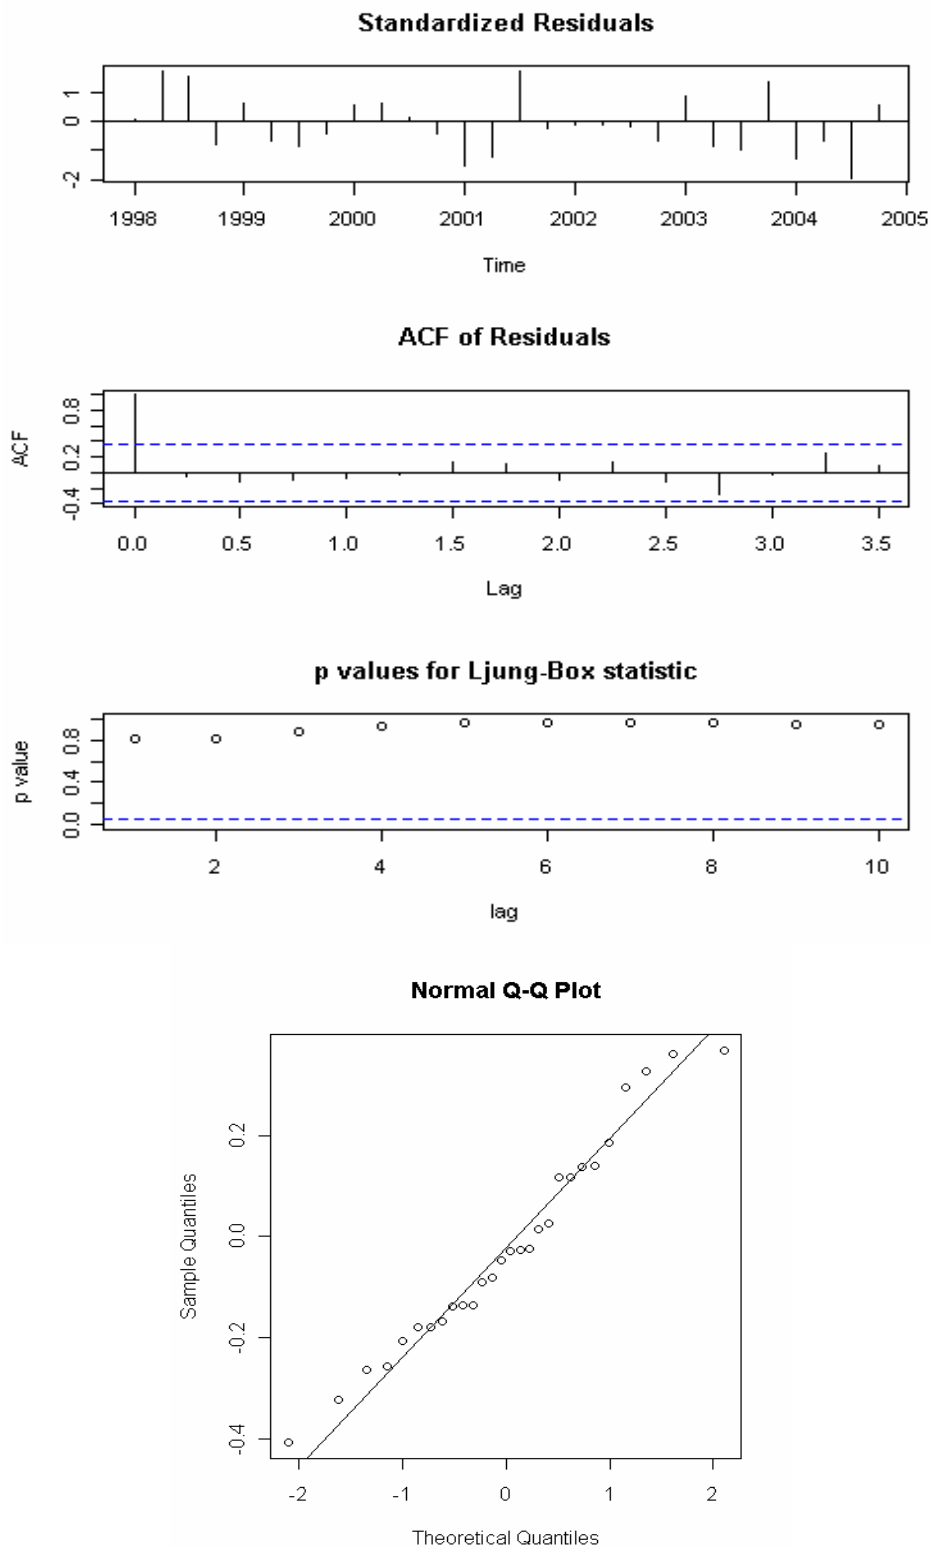 Standardized Residuals
1
0
-2
1998 1999 2000 2001 2002 2003 2004 2005
Time
ACF of Residuals
ACF
0.8
0.2
-0.4
0.0 0.5 1.0 1.5 2.0 2.5 3.0 3.5
Lag
p values for Ljung-Box statistic
p value
0.8
0.4
0.0
2 4 6 8 10
lag
Normal Q-Q Plot
Sample Quantiles
0.2
0.0
-0.2
-0.4
-2 -1 0 1 2
Theoretical Quantiles